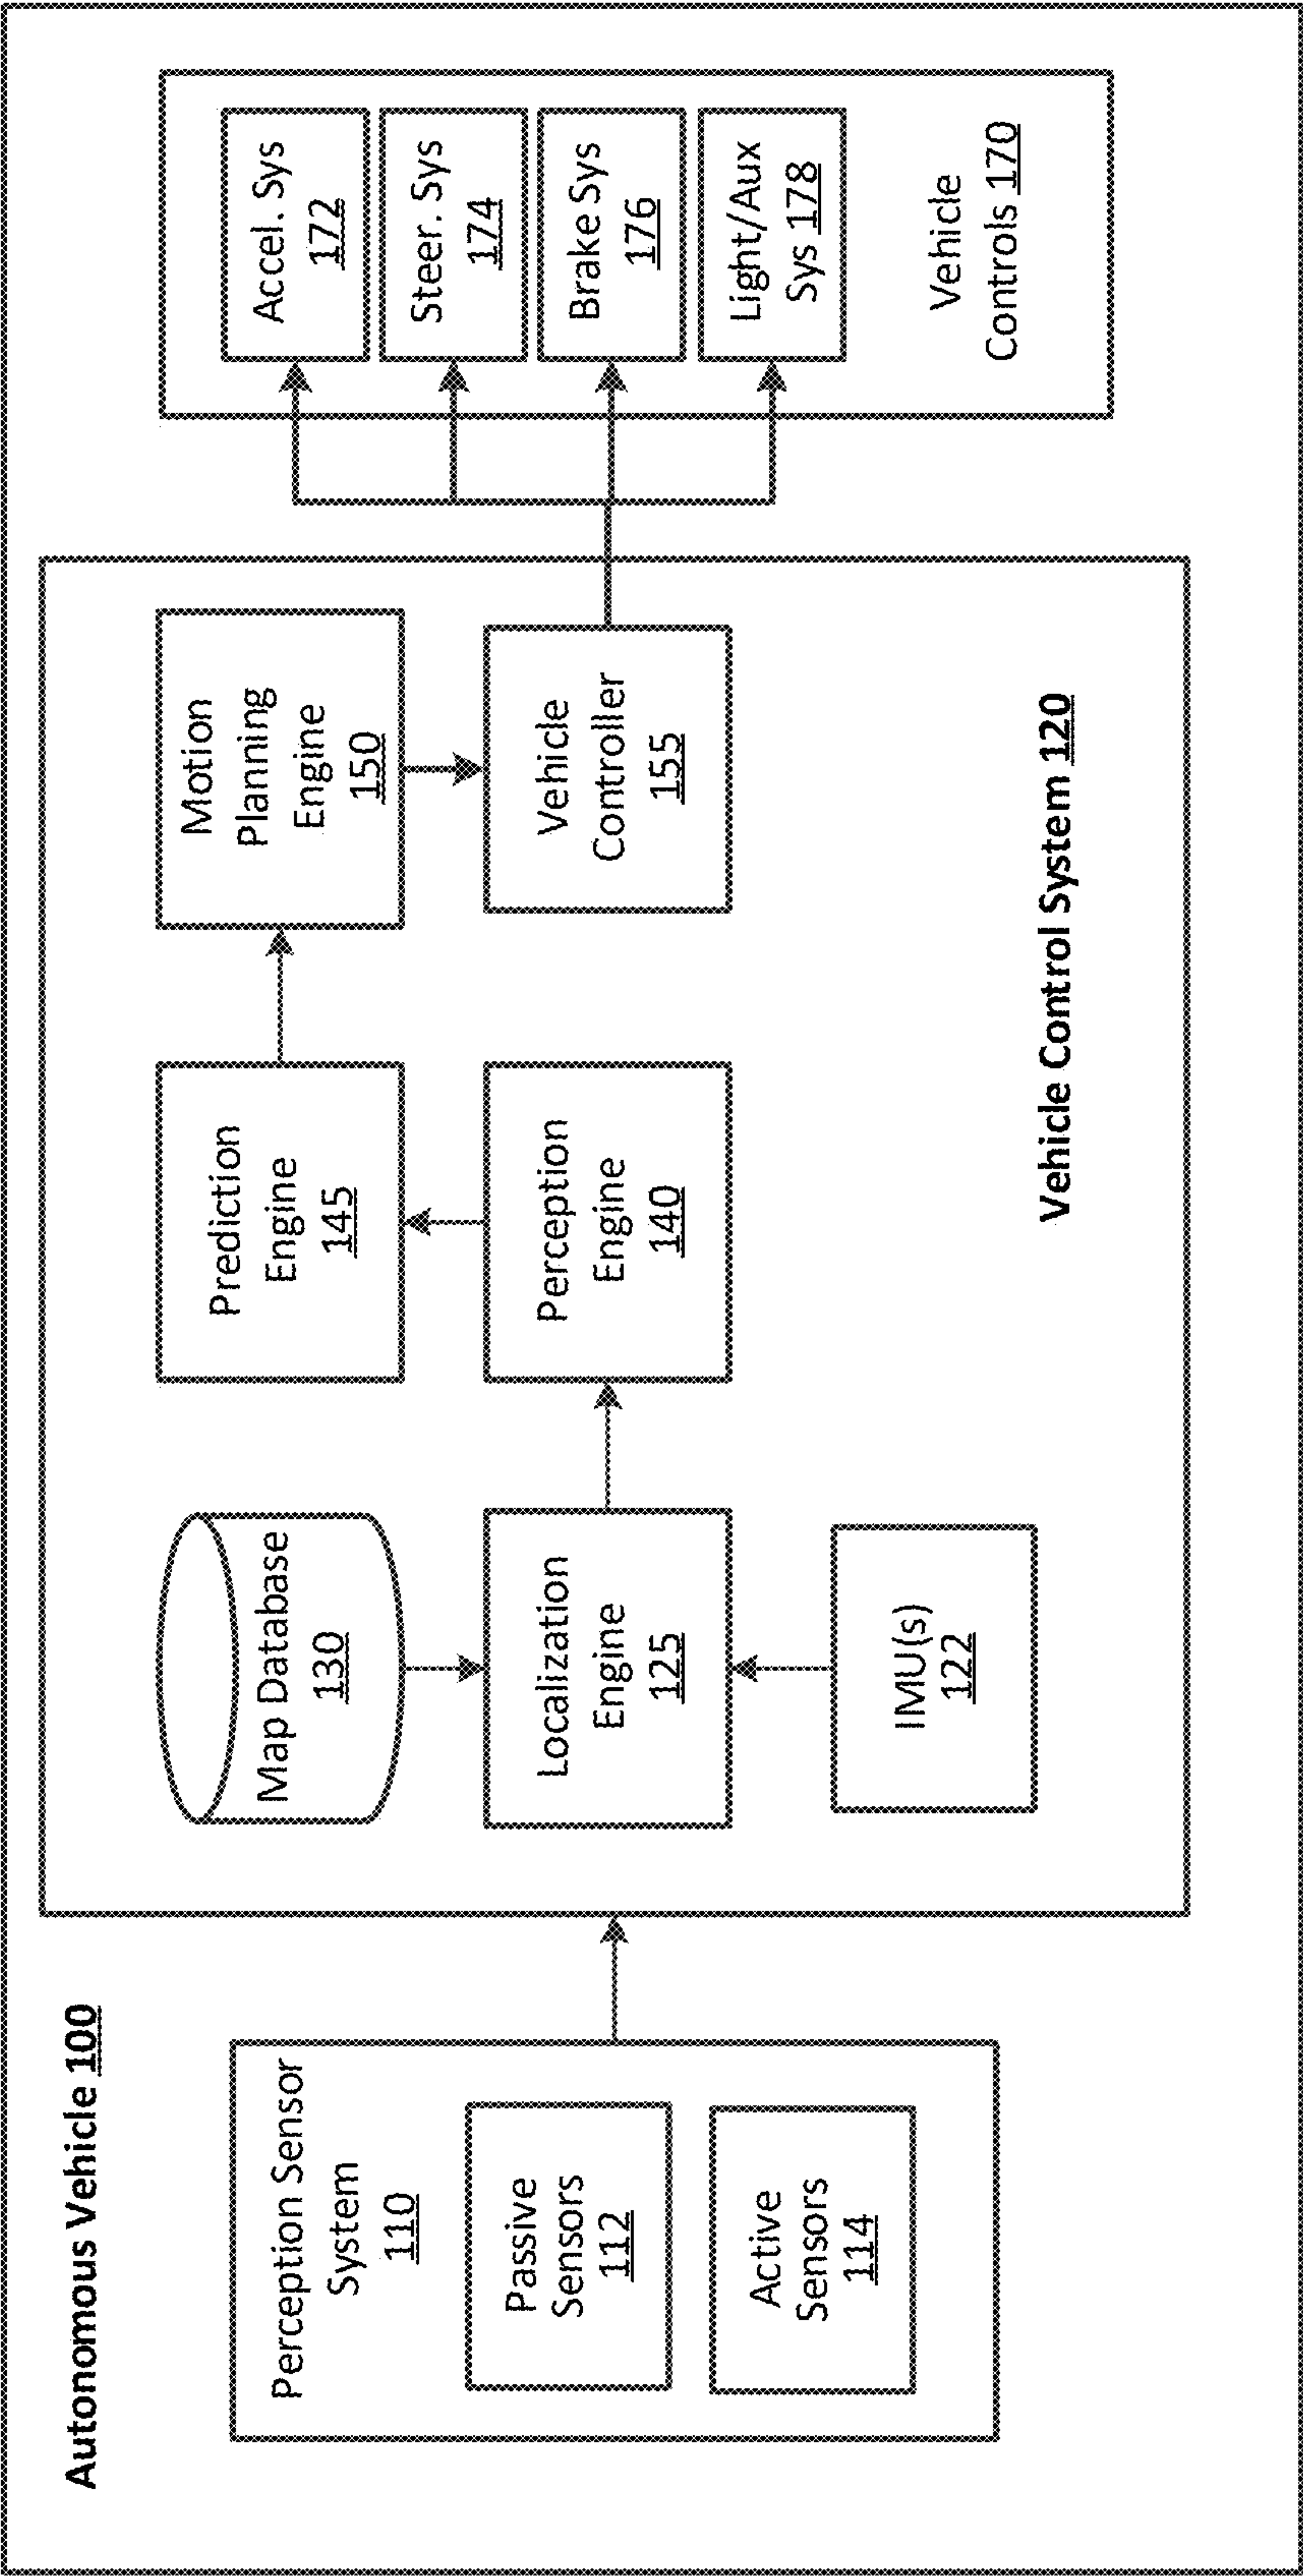 Autonomous Vehicle 100
Perception Sensor
System
110
Passive
Sensors
112
Active
Sensors
114
Map Database
130
Localization
Engine
125
IMU(s)
122
Prediction
Engine
145
Perception
Engine
140
Motion
Planning
Engine
150
Vehicle
Controller
155
Vehicle Control System 120
Accel. Sys
172
Steer. Sys
174
Brake Sys
176
Light/Aux
Sys 178
Vehicle
Controls 170